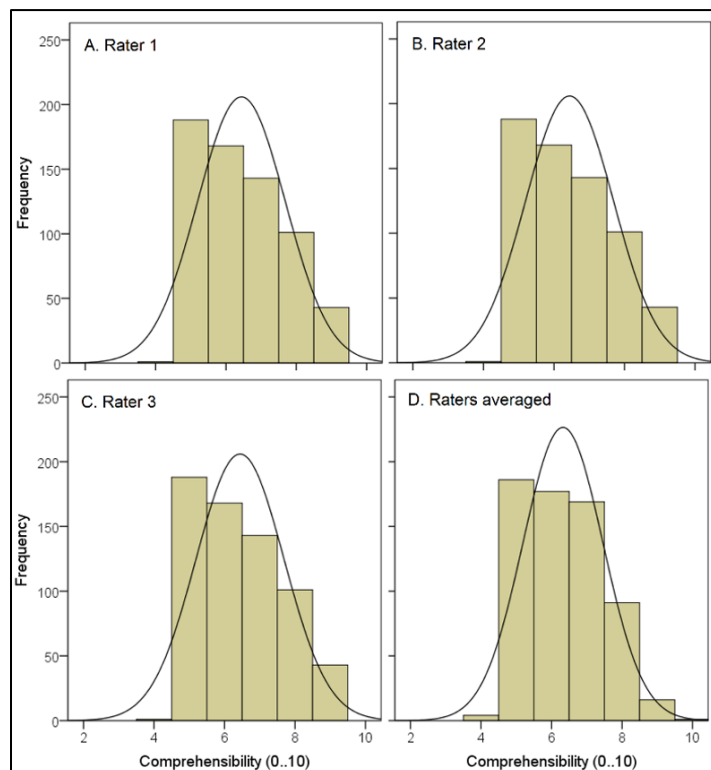 A. Rater 1
B. Rater 2
250
200
150
100
50
0
Frequency
C. Rater 3
D. Raters averaged
250
200
150
100
50
0
Frequency
2 4 6 8 10
2 4 6 8 10
Comprehensibility (0..10)
Comprehensibility (0..10)